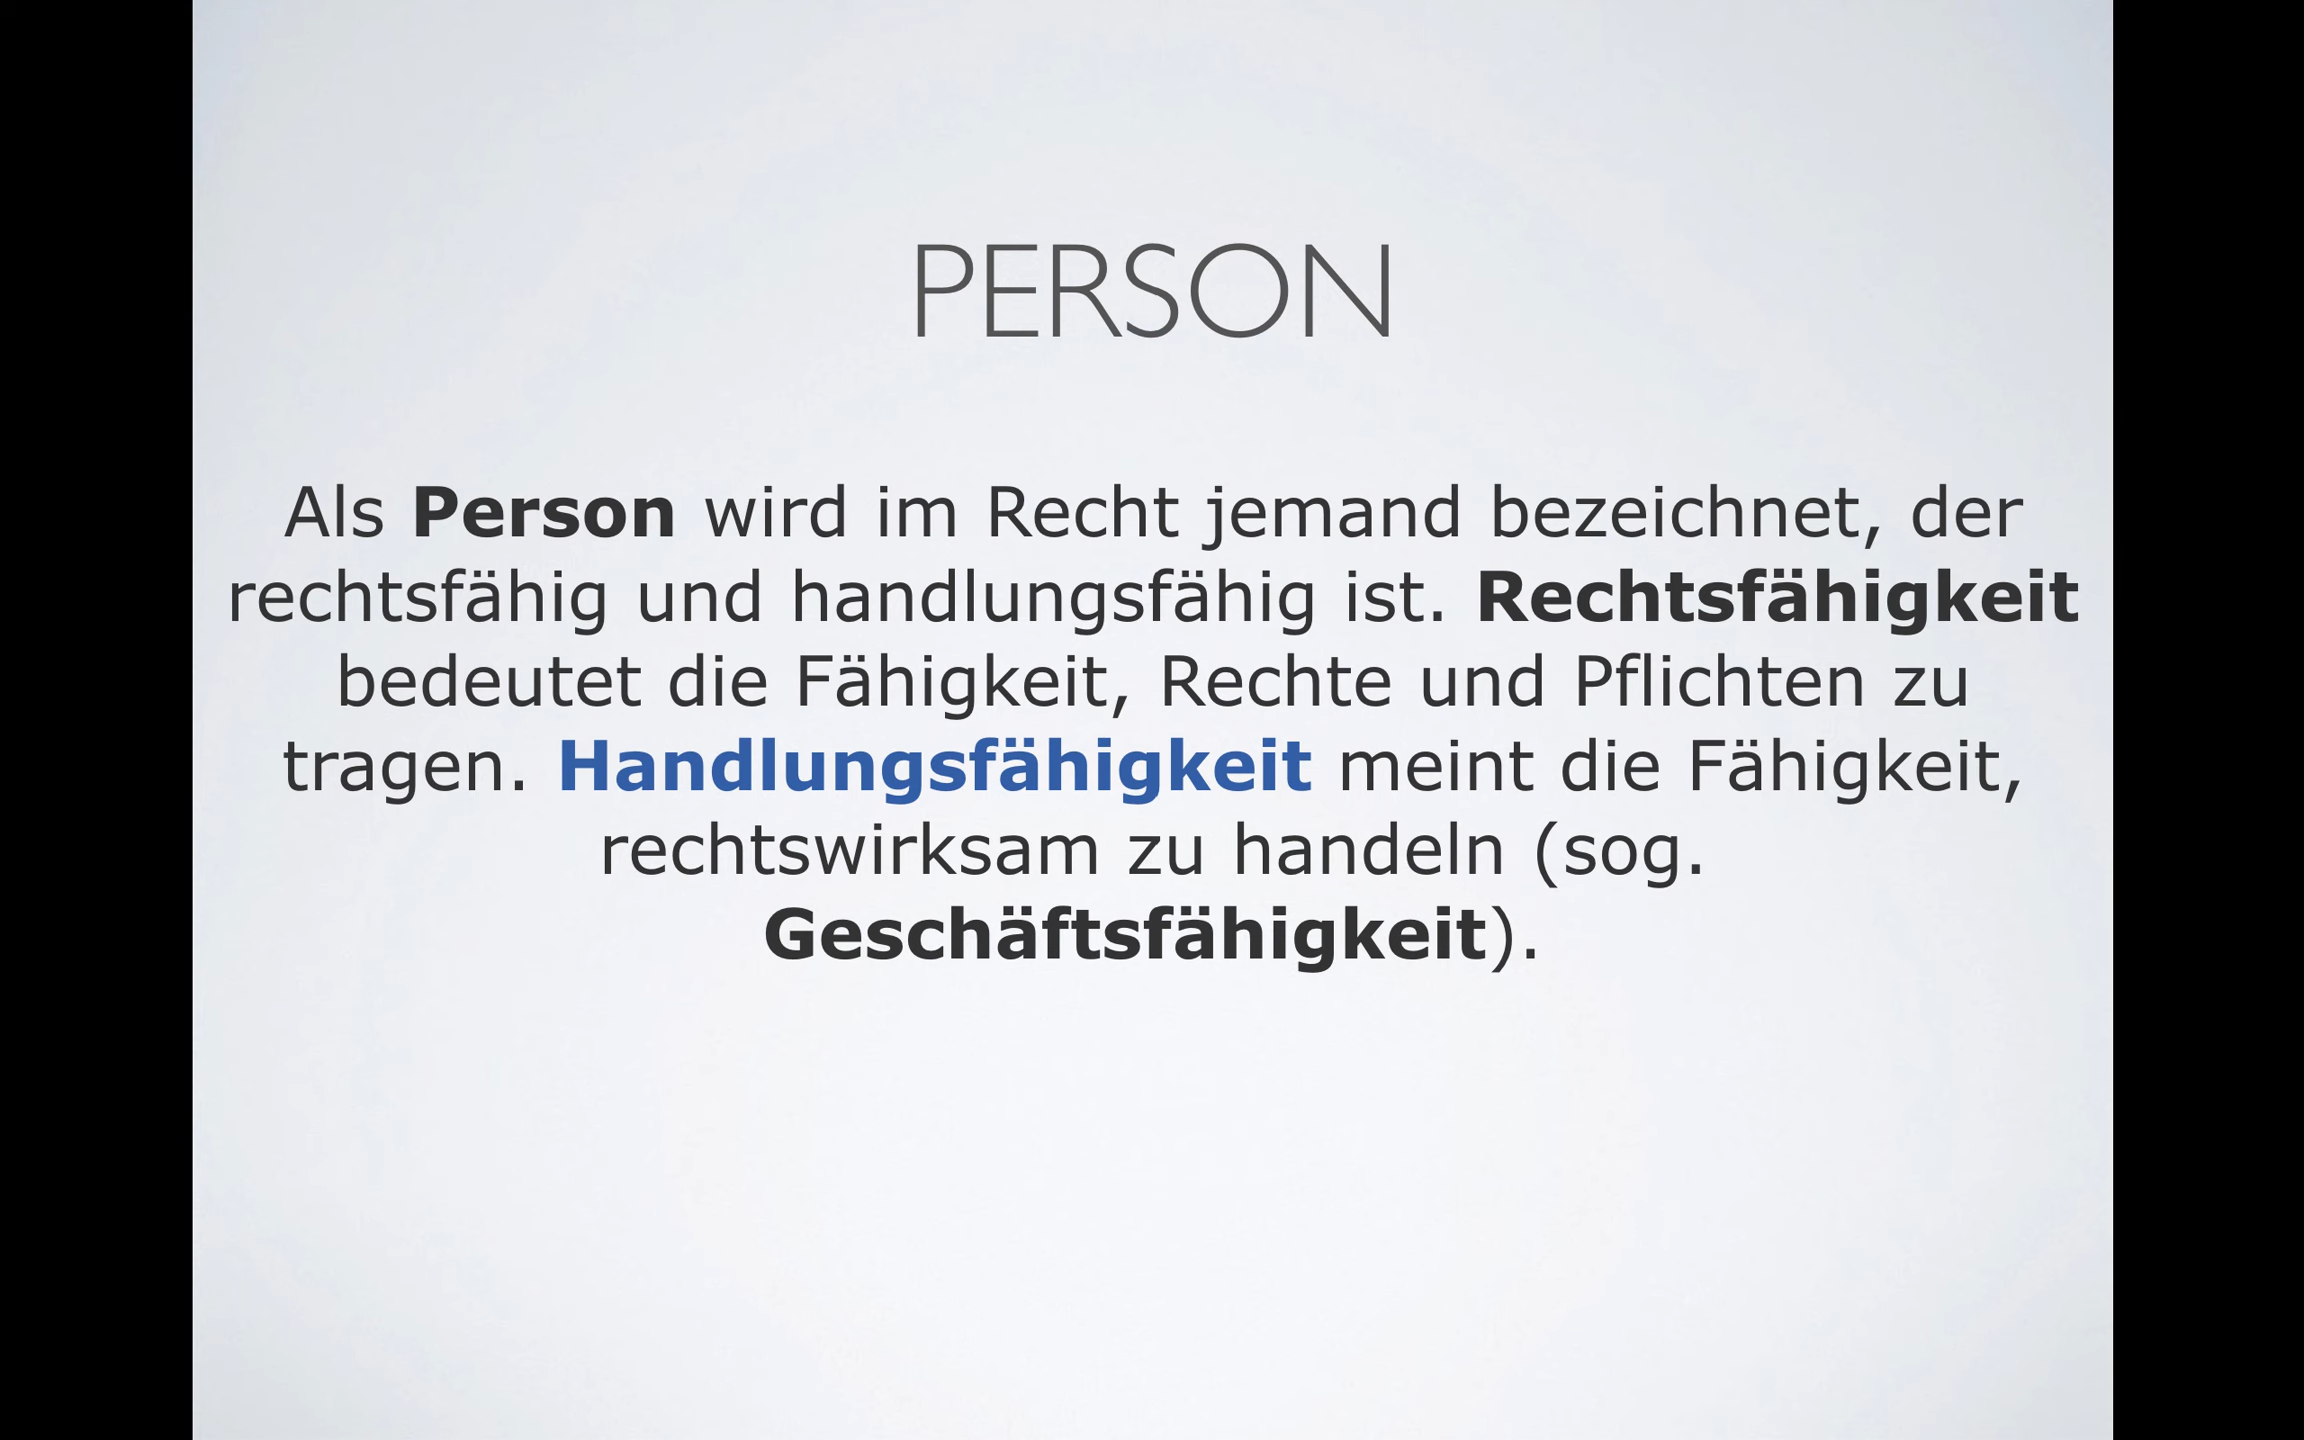 PERSON
Als Person wird im Recht jemand bezeichnet, der
rechtsfähig und handlungsfähig ist. Rechtsfähigkeit
bedeutet die Fähigkeit, Rechte und Pflichten zu
tragen. Handlungsfähigkeit meint die Fähigkeit,
rechtswirksam zu handeln (sog.
Geschäftsfähigkeit).